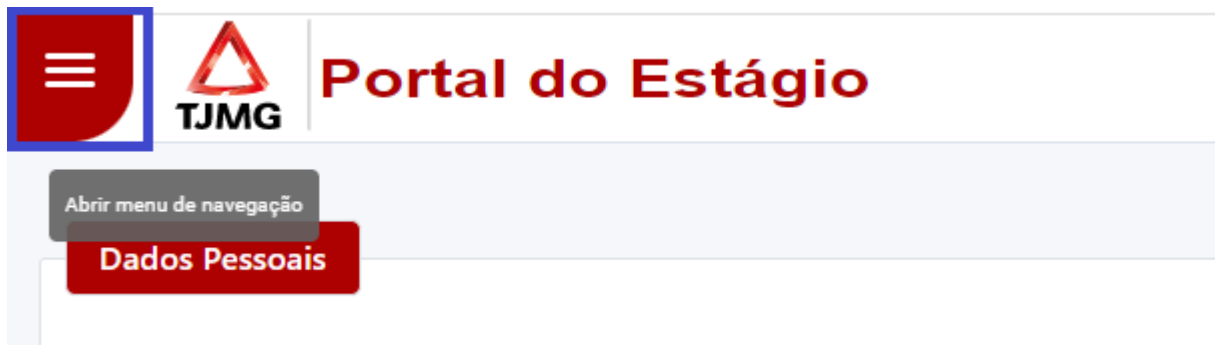 Portal do Estágio
TJMG
Abrir menu de navegação
Dados Pessoais